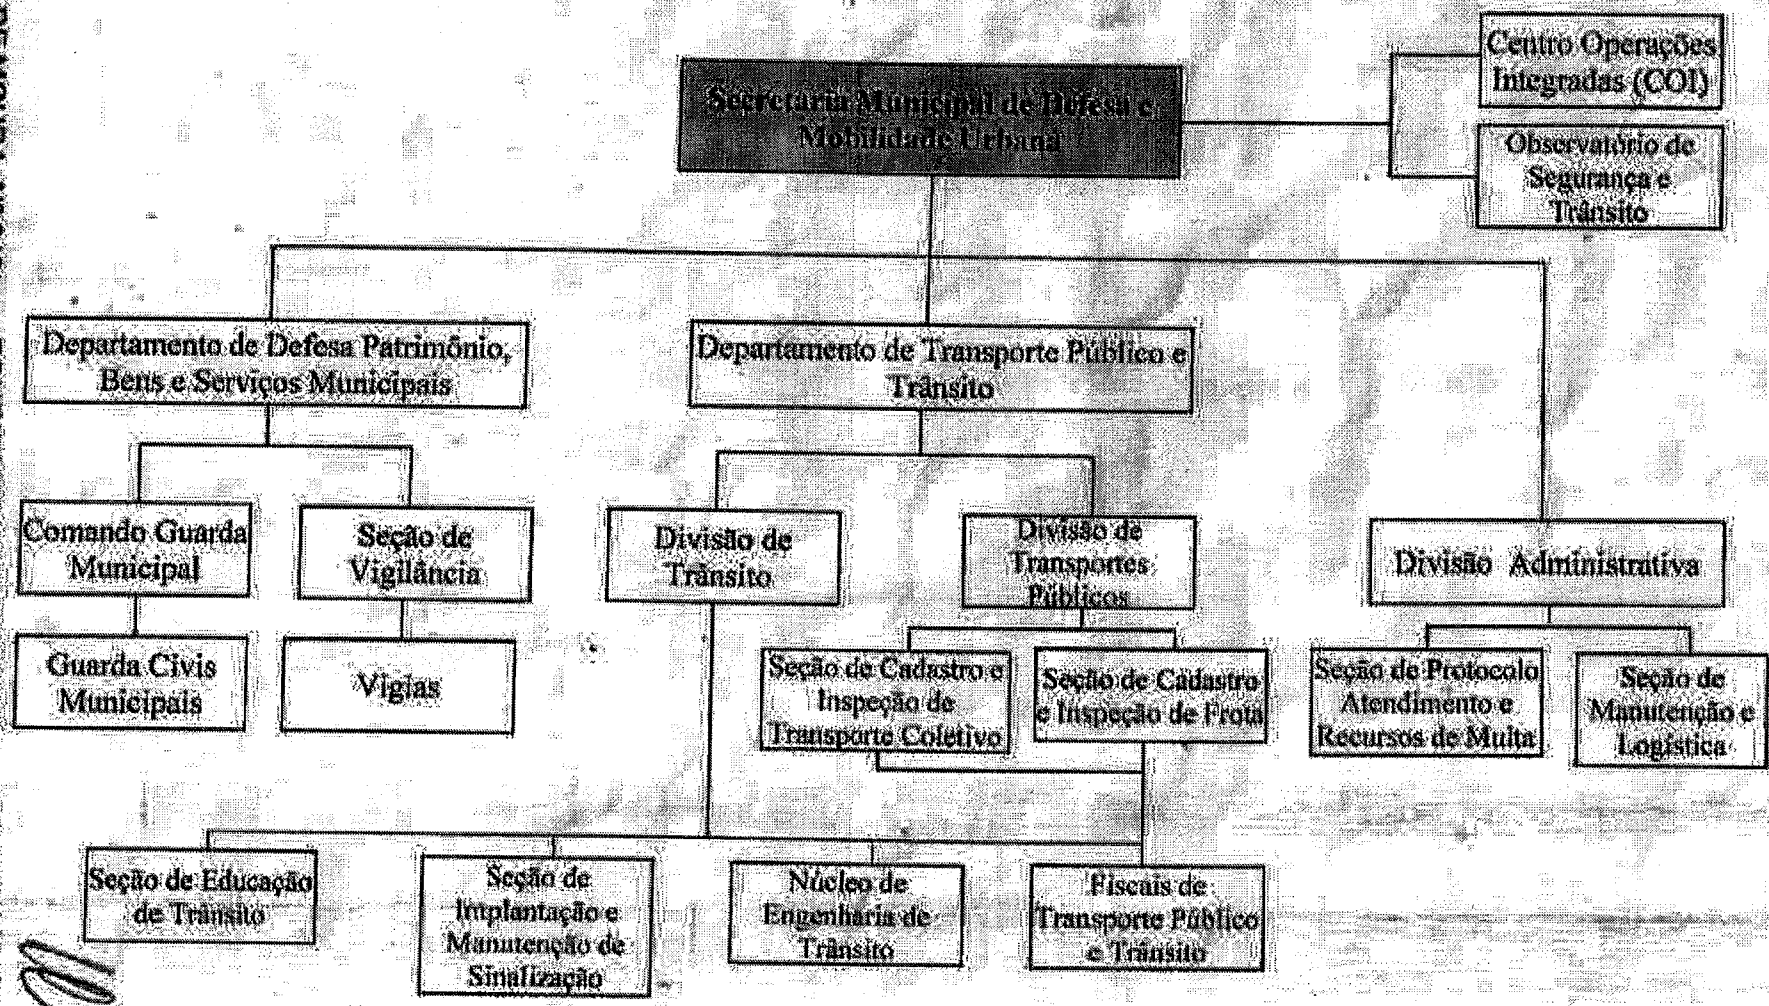 Centro Operações
Integradas (COI)
Secretaria Municipal de Defesa e
Mobilidade Urbana
Observatório de
Segurança e
Trânsito
Departamento de Defesa Patrimônio,
Bens e Serviços Municipais
Departamento de Transporte Público e
Trânsito
Comando Guarda
Municipal
Seção de
Vigilância
Divisão de
Trânsito
Divisão de
Transportes
Públicos
Divisão Administrativa
Guarda Civis
Municipais
Vigias
Seção de Cadastro e
Inspeção de
Transporte Coletivo
Seção de Cadastro
e Inspeção de Frota
Seção de Protocolo
Atendimento e
Recursos de Multa
Seção de
Manutenção e
Logística
Seção de Educação
de Trânsito
Seção de
Implantação e
Manutenção de
Sinalização
Núcleo de
Engenharia de
Trânsito
Fiscais de
Transporte Público
e Trânsito